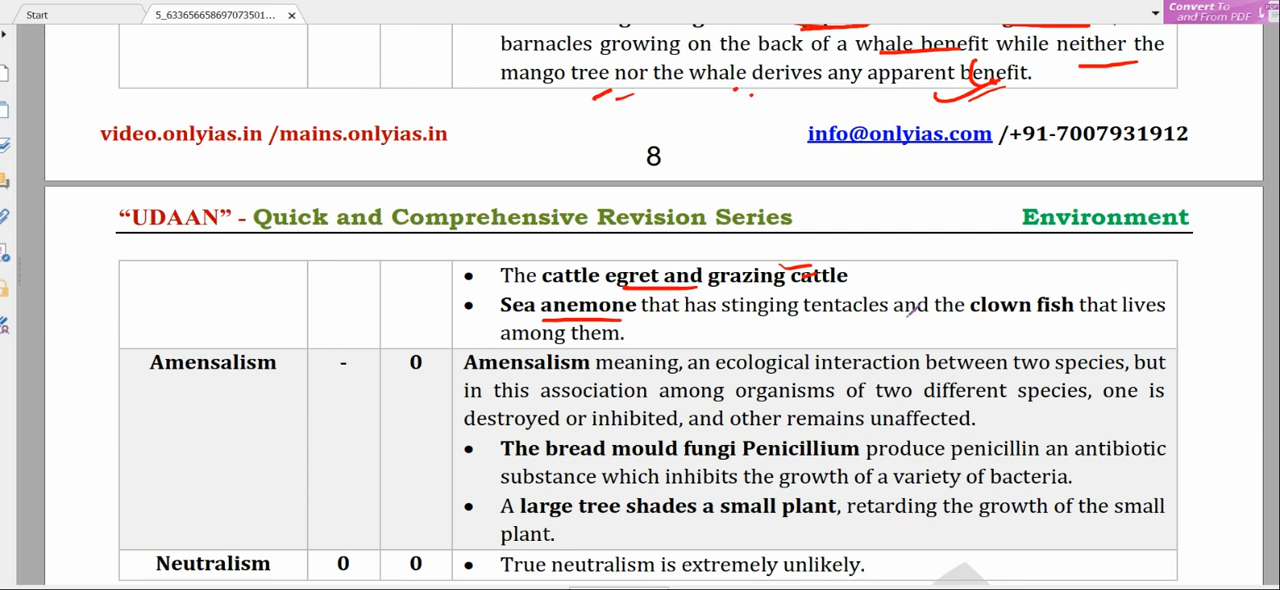 Start
5_633656658697073501...
Convert To
and From PDF
barnacles growing on the back of a whale benefit while neither the
mango tree nor the whale derives any apparent benefit.
video.onlyias.in /mains.onlyias.in
info@onlyias.com /+91-7007931912
8
“UDAAN” - Quick and Comprehensive Revision Series
Environment
• The cattle egret and grazing cattle
• Sea anemone that has stinging tentacles and the clown fish that lives
among them.
Amensalism - 0 Amensalism meaning, an ecological interaction between two species, but
in this association among organisms of two different species, one is
destroyed or inhibited, and other remains unaffected.
• The bread mould fungi Penicillium produce penicillin an antibiotic
substance which inhibits the growth of a variety of bacteria.
• A large tree shades a small plant, retarding the growth of the small
plant.
Neutralism 0 0 • True neutralism is extremely unlikely.